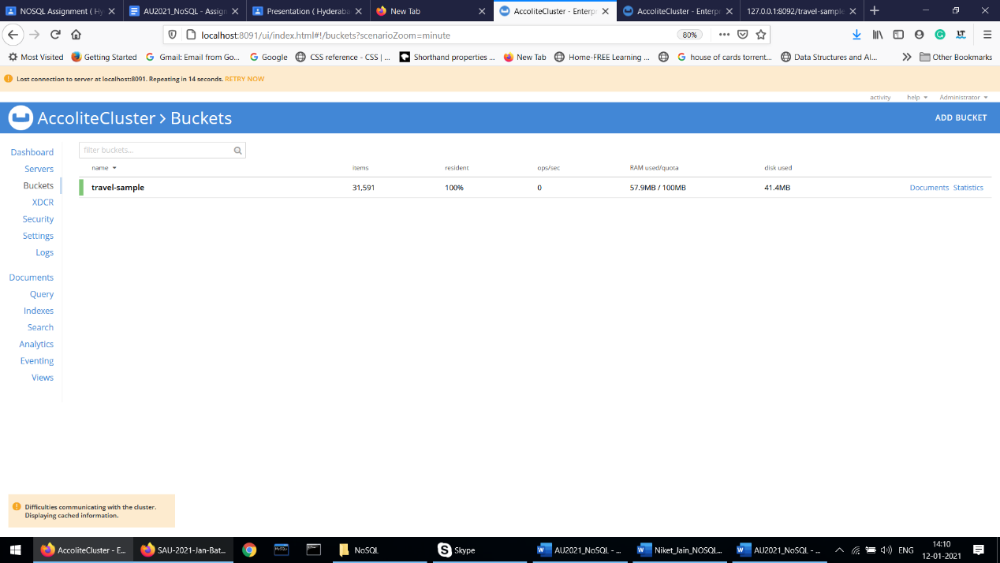 NOSQL Assignment ( Hy
AU2021_NoSQL - Assign
Presentation ( Hyderaba
New Tab
AccoliteCluster - Enterpr
AccoliteCluster - Enterpr
127.0.0.1:8092/travel-sample
localhost:8091/ui/index.html#!/buckets?scenarioZoom=minute
80%
Most Visited
Getting Started
Gmail: Email from Go...
Google
CSS reference - CSS | ...
Shorthand properties ...
New Tab
Home-FREE Learning ...
house of cards torrent...
Data Structures and Al...
Other Bookmarks
Lost connection to server at localhost:8091. Repeating in 14 seconds. RETRY NOW
activity
help
Administrator
AccoliteCluster > Buckets
ADD BUCKET
Dashboard
Servers
Buckets
XDCR
Security
Settings
Logs
Documents
Query
Indexes
Search
Analytics
Eventing
Views
filter buckets...
name items resident ops/sec RAM used/quota disk used
travel-sample 31,591 100% 0 57.9MB / 100MB 41.4MB Documents Statistics
Difficulties communicating with the cluster.
Displaying cached information.
AccoliteCluster - E...
SAU-2021-Jan-Bat...
NoSQL
Skype
AU2021_NoSQL - ...
Niket_Jain_NOSQL...
AU2021_NoSQL - ...
ENG
14:10
12-01-2021